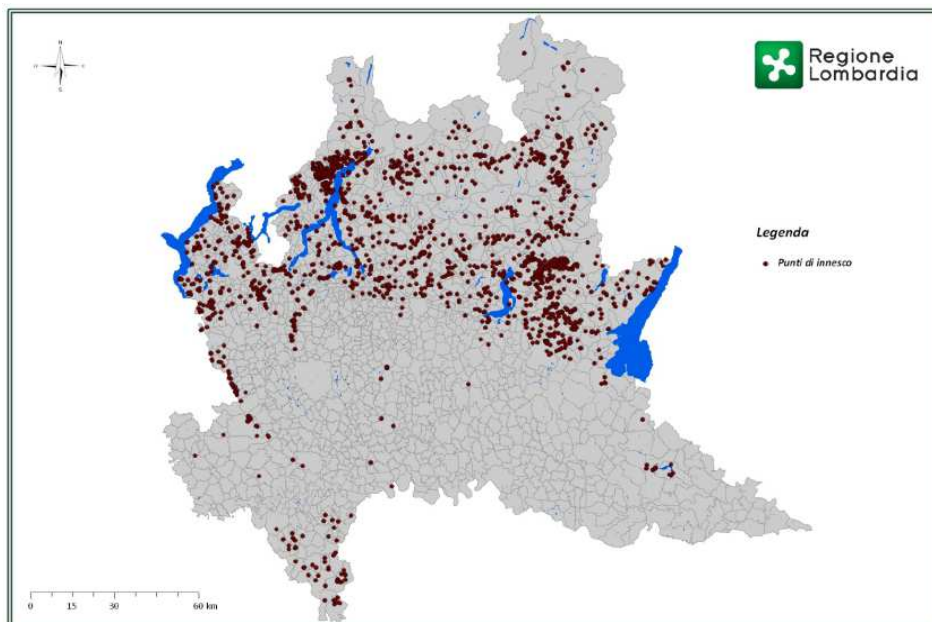 N
Regione
Lombardia
Legenda
Punti di innesco
0 15 30 60 km